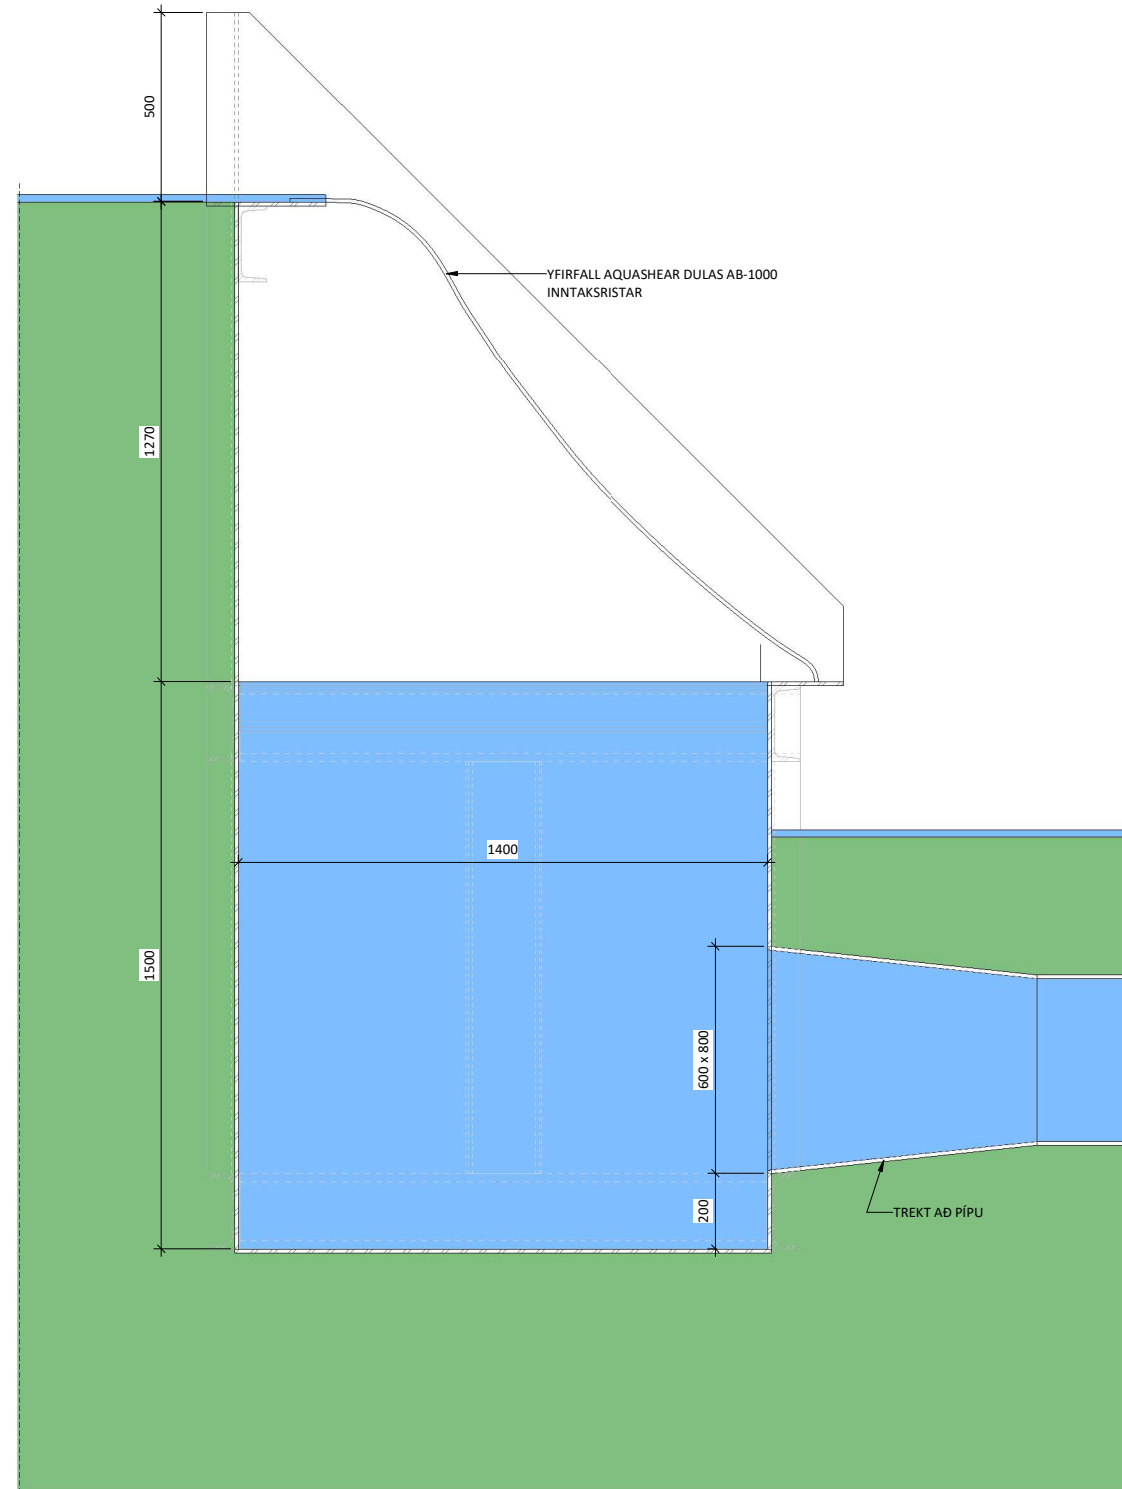 500
YFIRFALL AQUASHEAR DULAS AB-1000
INNTAKSRISTAR
1270
1400
1500
600 x 800
200
TREKT AÐ PÍPU